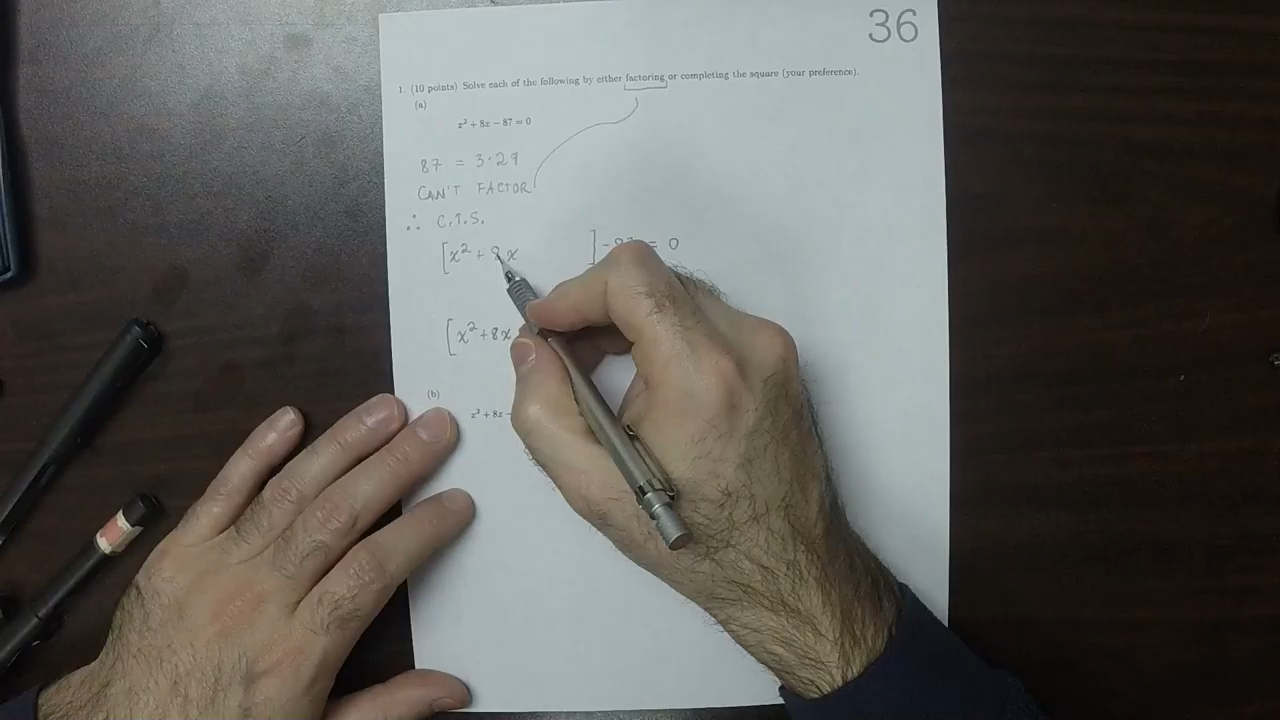 36
1. (10 points) Solve each of the following by either factoring or completing the square (your preference).
(a)
x² + 8x − 87 = 0
87 = 3·29
CAN'T FACTOR
∴ C.T.S.
[x² + 8x ] - 87 = 0
[x² + 8x
(b)
x² + 8x −